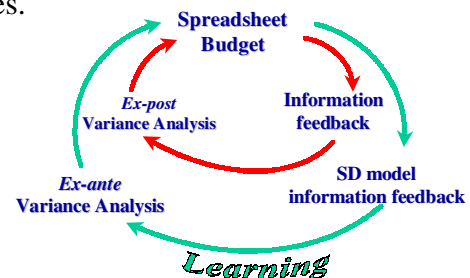 es.
Spreadsheet
Budget
Ex-post
Variance Analysis
Information
feedback
SD model
information feedback
Ex-ante
Variance Analysis
Learning